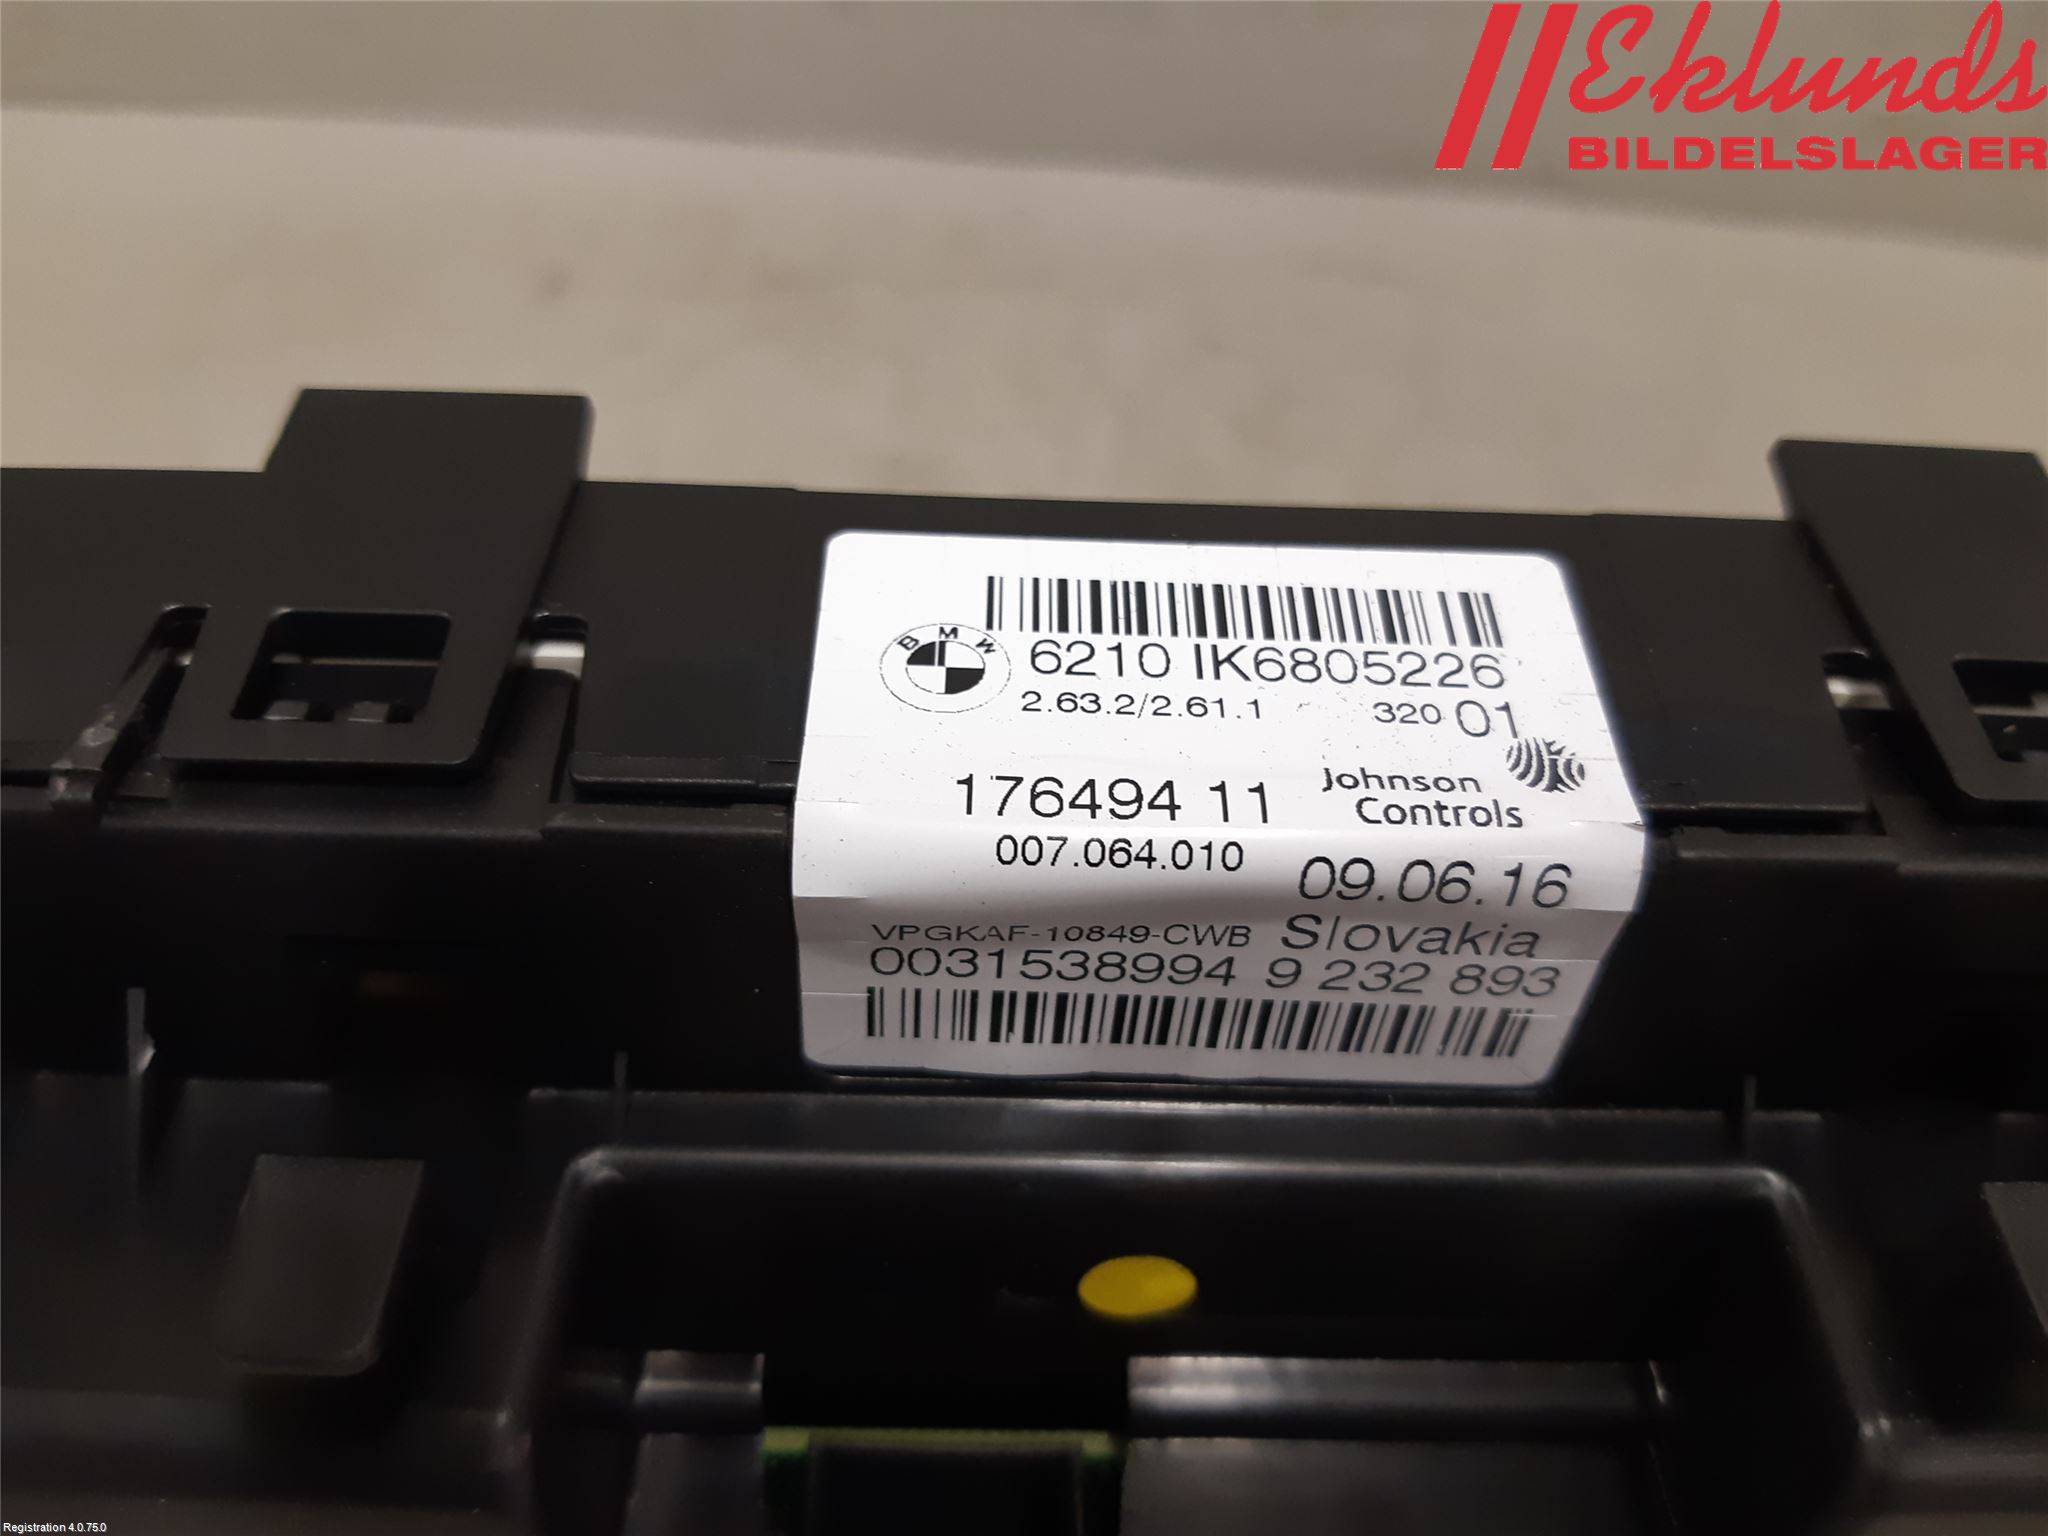 Eklunds
BILDELSLAGER
BMW
6210 IK6805226
2.63.2/2.61.1 320 01
Johnson
Controls
176494 11
007.064.010
09.06.16
VPGKAF-10849-CWB Slovakia
0031538994 9 232 893
Registration 4.0.75.0